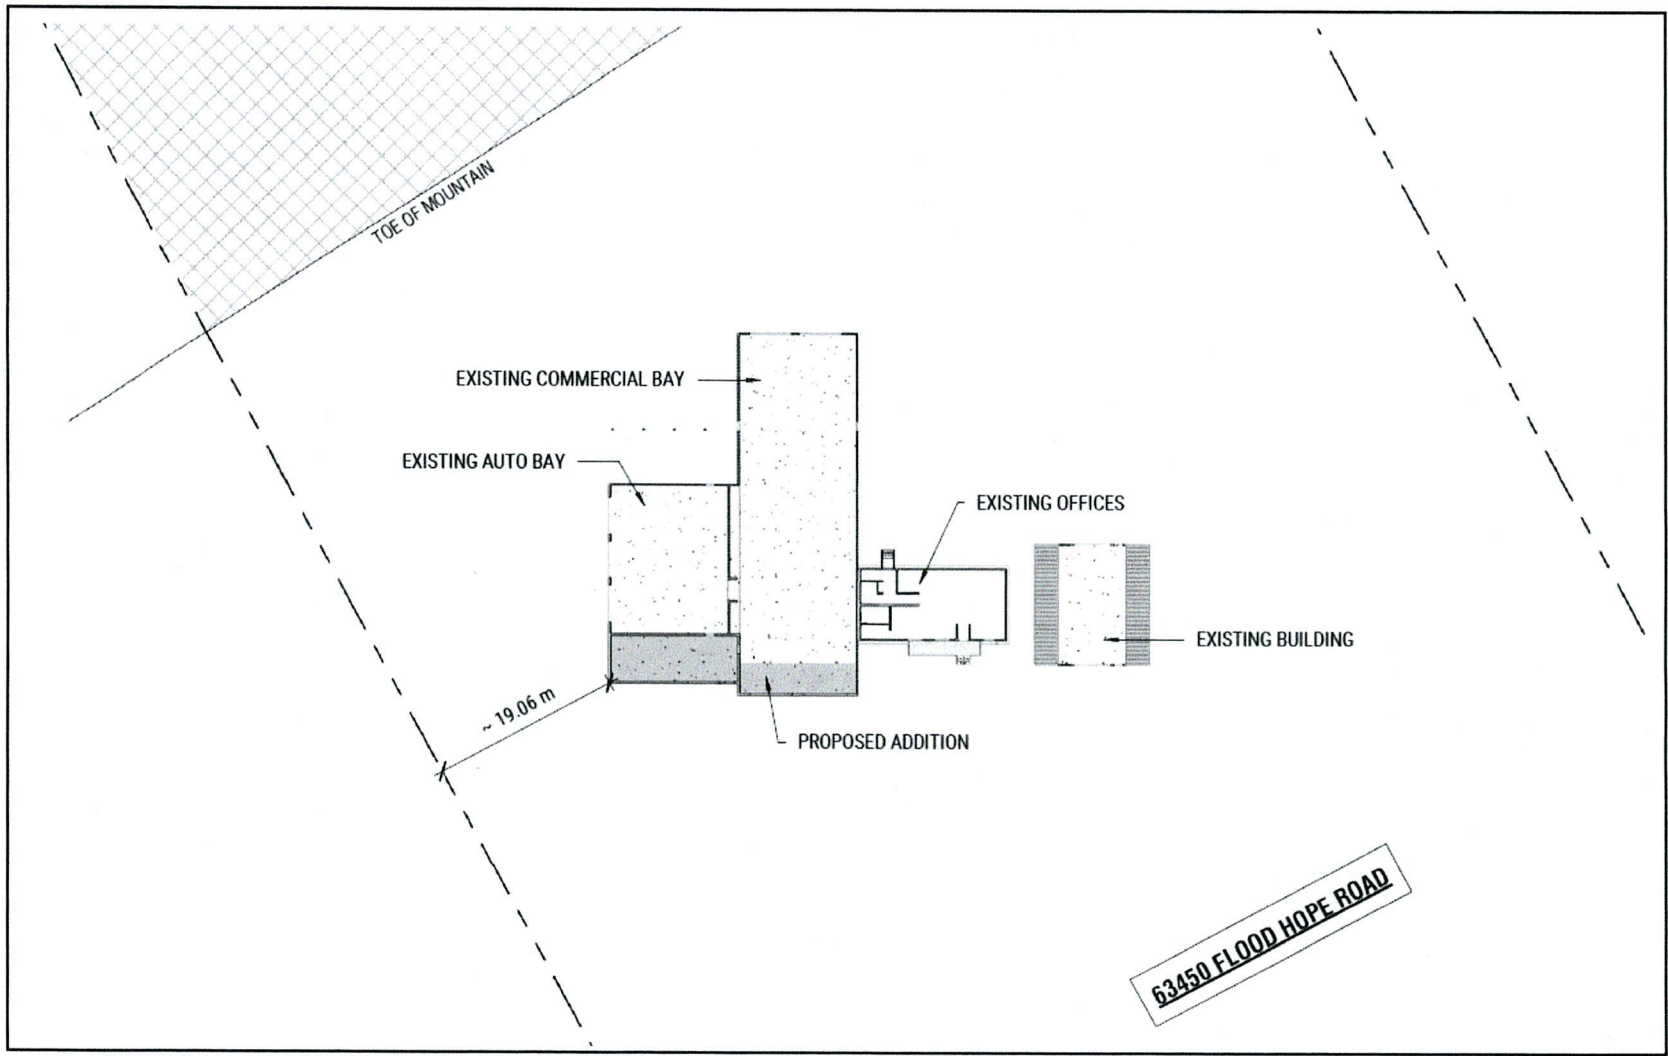 TOE OF MOUNTAIN
EXISTING COMMERCIAL BAY
EXISTING AUTO BAY
EXISTING OFFICES
EXISTING BUILDING
~ 19.06 m
PROPOSED ADDITION
63450 FLOOD HOPE ROAD